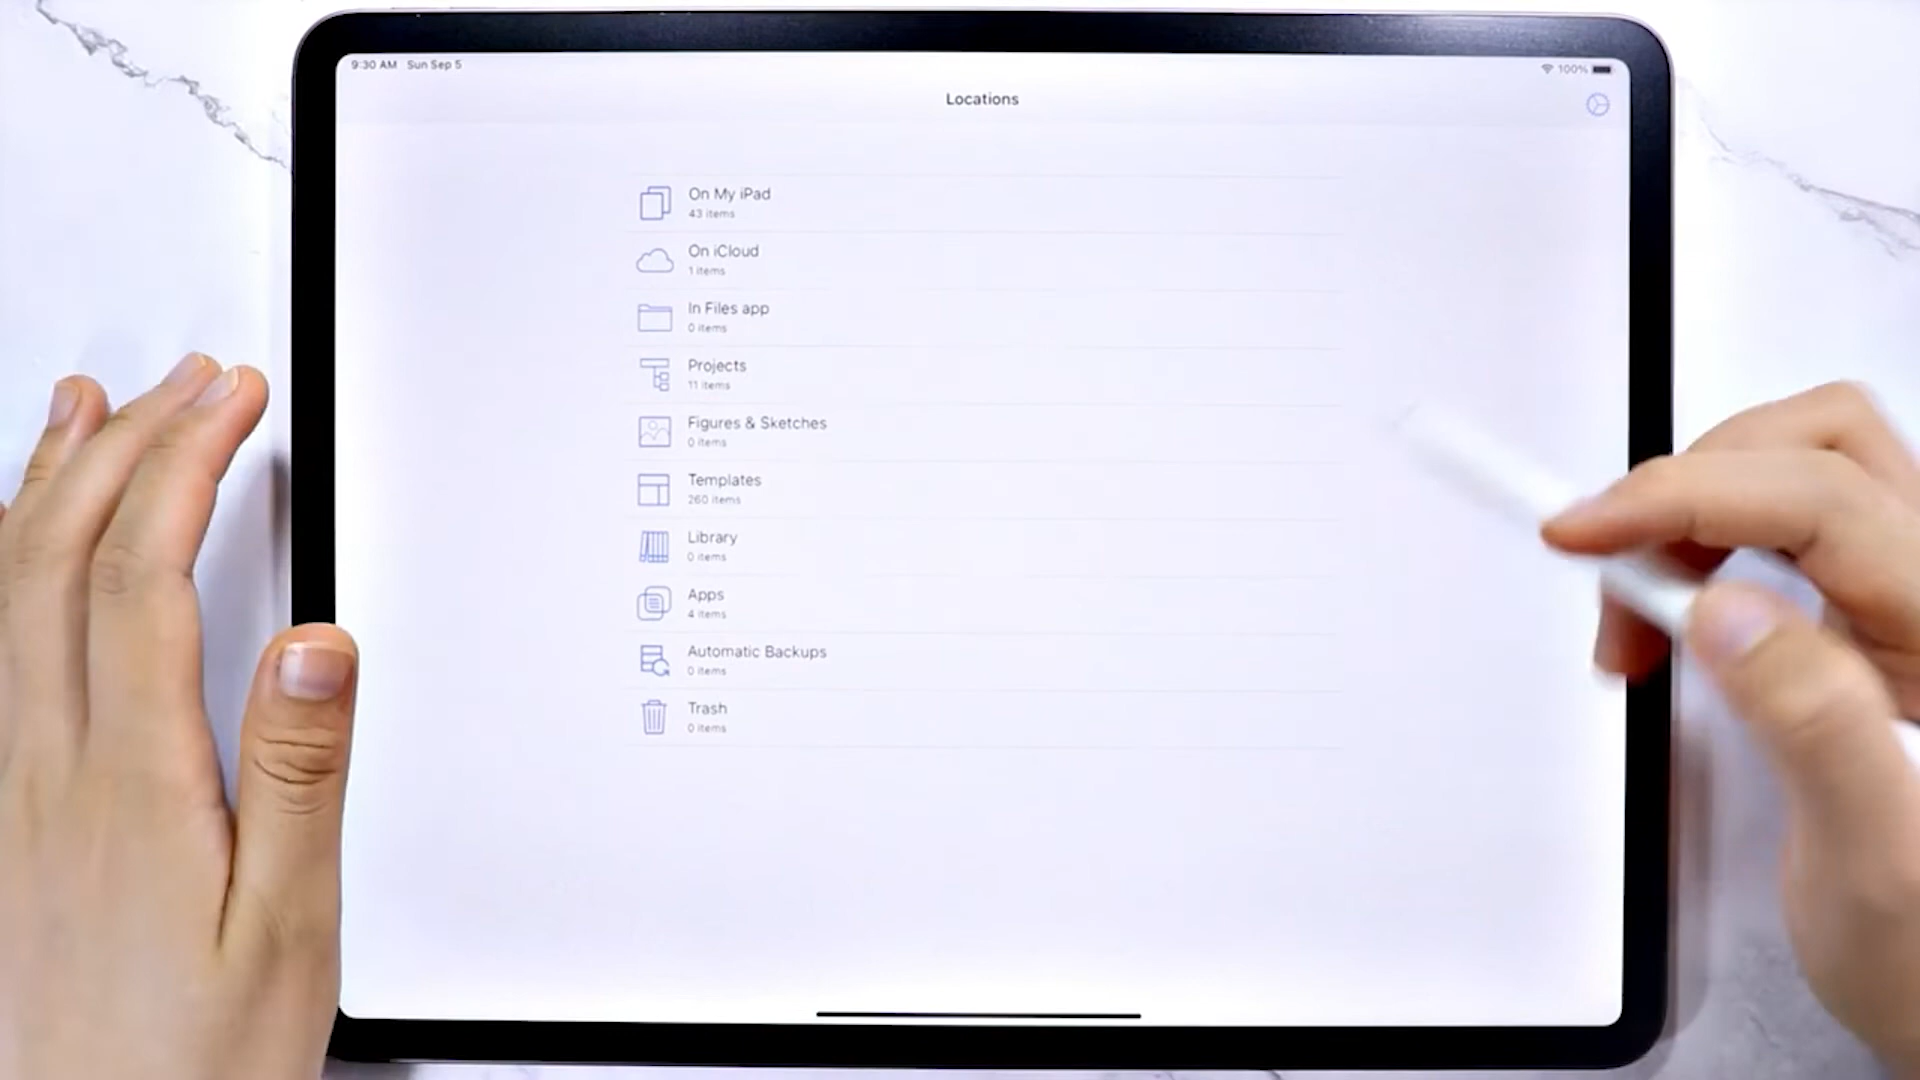 9:30 AM Sun Sep 5
100%
Locations
On My iPad
43 items
On iCloud
1 items
In Files app
0 items
Projects
11 items
Figures & Sketches
0 items
Templates
260 items
Library
0 items
Apps
4 items
Automatic Backups
0 items
Trash
0 items